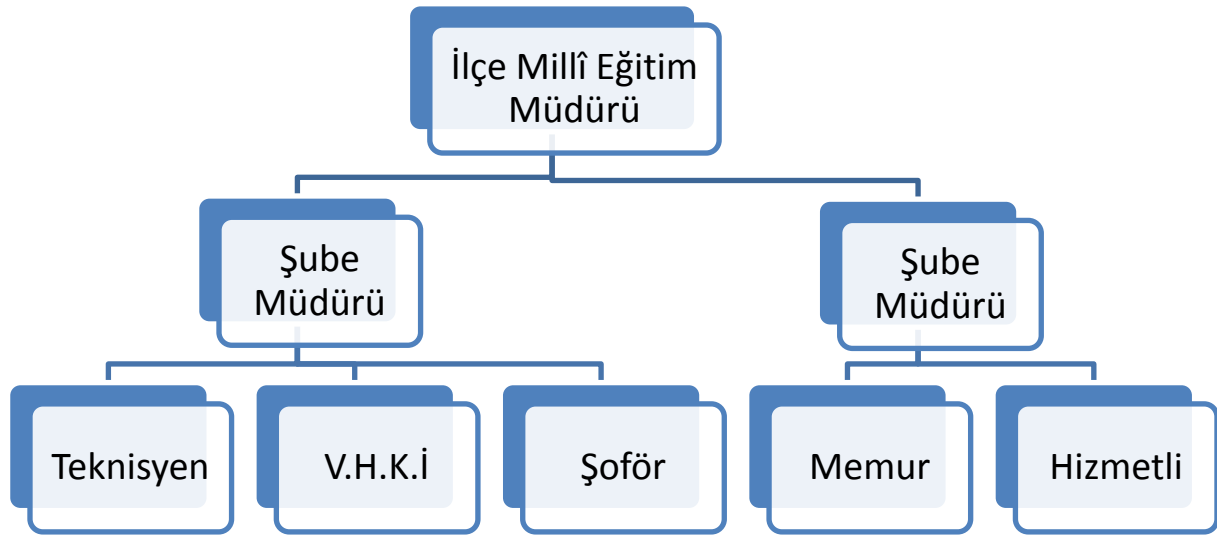 İlçe Millî Eğitim
Müdürü
Şube
Müdürü
Şube
Müdürü
Teknisyen
V.H.K.İ
Şoför
Memur
Hizmetli